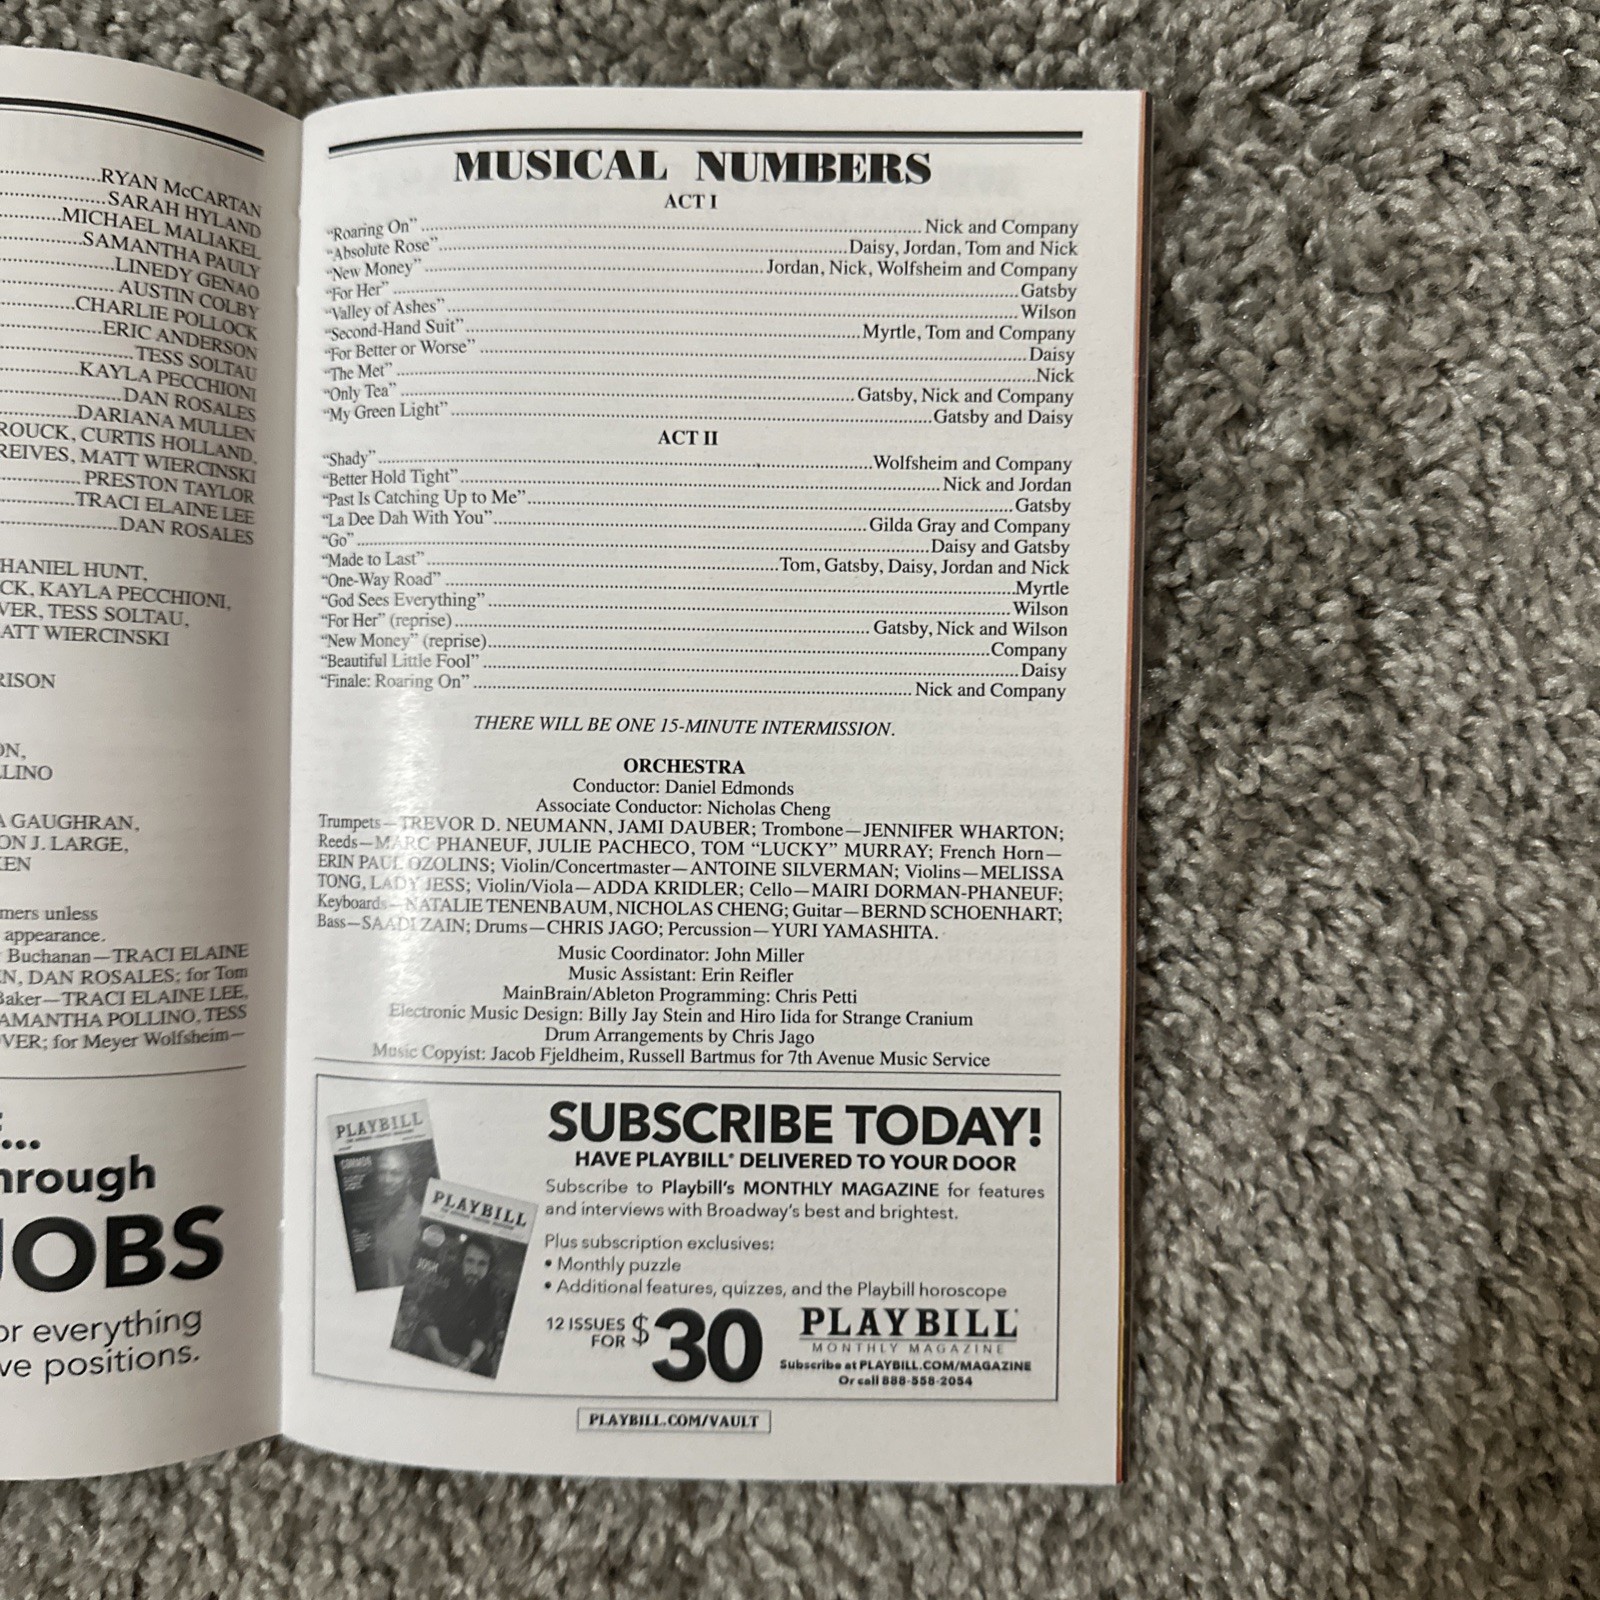 RYAN McCARTAN
SARAH HYLAND
MICHAEL MALIAKEL
SAMANTHA PAULY
LINEDY GENAO
AUSTIN COLBY
CHARLIE POLLOCK
ERIC ANDERSON
TESS SOLTAU
KAYLA PECCHIONI
DAN ROSALES
DARIANA MULLEN
ROUCK, CURTIS HOLLAND,
REIVES, MATT WIERCINSKI
PRESTON TAYLOR
TRACI ELAINE LEE
DAN ROSALES
HANIEL HUNT,
CK, KAYLA PECCHIONI,
VER, TESS SOLTAU,
ATT WIERCINSKI
RISON
ON,
LLINO
A GAUGHRAN,
ON J. LARGE,
KEN
mers unless
appearance.
Buchanan—TRACI ELAINE
N, DAN ROSALES; for Tom
Baker—TRACI ELAINE LEE,
AMANTHA POLLINO, TESS
VER; for Meyer Wolfsheim—
...
hrough
JOBS
or everything
ve positions.
MUSICAL NUMBERS
ACT I
"Roaring On" Nick and Company
"Absolute Rose" Daisy, Jordan, Tom and Nick
"New Money" Jordan, Nick, Wolfsheim and Company
"For Her" Gatsby
"Valley of Ashes" Wilson
"Second-Hand Suit" Myrtle, Tom and Company
"For Better or Worse" Daisy
"The Met" Nick
"Only Tea" Gatsby, Nick and Company
"My Green Light" Gatsby and Daisy
ACT II
"Shady" Wolfsheim and Company
"Better Hold Tight" Nick and Jordan
"Past Is Catching Up to Me" Gatsby
"La Dee Dah With You" Gilda Gray and Company
"Go" Daisy and Gatsby
"Made to Last" Tom, Gatsby, Daisy, Jordan and Nick
"One-Way Road" Myrtle
"God Sees Everything" Wilson
"For Her" (reprise) Gatsby, Nick and Wilson
"New Money" (reprise) Company
"Beautiful Little Fool" Daisy
"Finale: Roaring On" Nick and Company
THERE WILL BE ONE 15-MINUTE INTERMISSION.
ORCHESTRA
Conductor: Daniel Edmonds
Associate Conductor: Nicholas Cheng
Trumpets—TREVOR D. NEUMANN, JAMI DAUBER; Trombone—JENNIFER WHARTON;
Reeds—MARC PHANEUF, JULIE PACHECO, TOM "LUCKY" MURRAY; French Horn—
ERIN PAUL OZOLINS; Violin/Concertmaster—ANTOINE SILVERMAN; Violins—MELISSA
TONG, LADY JESS; Violin/Viola—ADDA KRIDLER; Cello—MAIRI DORMAN-PHANEUF;
Keyboards—NATALIE TENENBAUM, NICHOLAS CHENG; Guitar—BERND SCHOENHART;
Bass—SAADI ZAIN; Drums—CHRIS JAGO; Percussion—YURI YAMASHITA.
Music Coordinator: John Miller
Music Assistant: Erin Reifler
MainBrain/Ableton Programming: Chris Petti
Electronic Music Design: Billy Jay Stein and Hiro Iida for Strange Cranium
Drum Arrangements by Chris Jago
Music Copyist: Jacob Fjeldheim, Russell Bartmus for 7th Avenue Music Service
PLAYBILL
COMMON
PLAYBILL
SUBSCRIBE TODAY!
HAVE PLAYBILL® DELIVERED TO YOUR DOOR
Subscribe to Playbill's MONTHLY MAGAZINE for features
and interviews with Broadway's best and brightest.
Plus subscription exclusives:
• Monthly puzzle
• Additional features, quizzes, and the Playbill horoscope
12 ISSUES FOR $30
PLAYBILL®
MONTHLY MAGAZINE
Subscribe at PLAYBILL.COM/MAGAZINE
Or call 888-558-2054
PLAYBILL.COM/VAULT